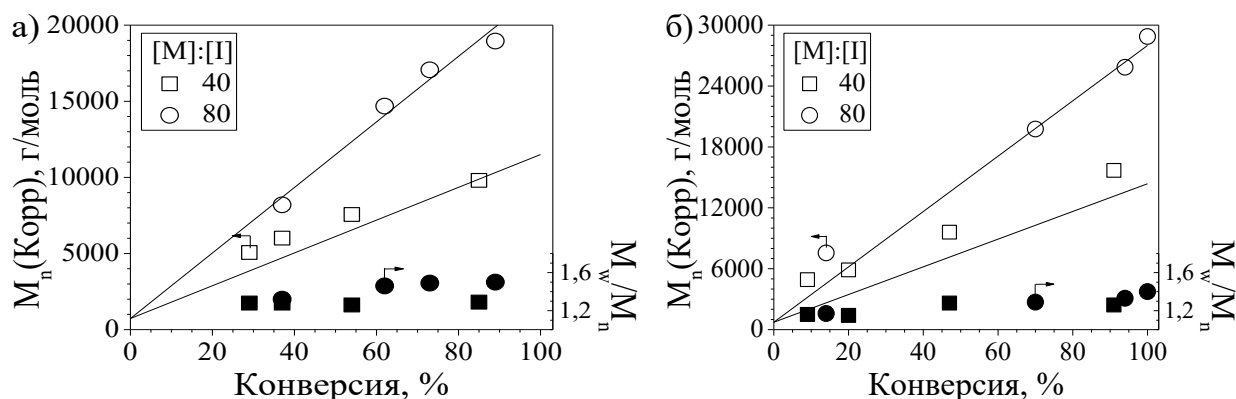 а)
[M]:[I]
40
80
20000
15000
10000
5000
0
Mₙ(Корр), г/моль
1,6
1,2
M_w/Mₙ
0 20 40 60 80 100
Конверсия, %
б)
[M]:[I]
40
80
30000
24000
18000
12000
6000
0
Mₙ(Корр), г/моль
1,6
1,2
M_w/Mₙ
0 20 40 60 80 100
Конверсия, %